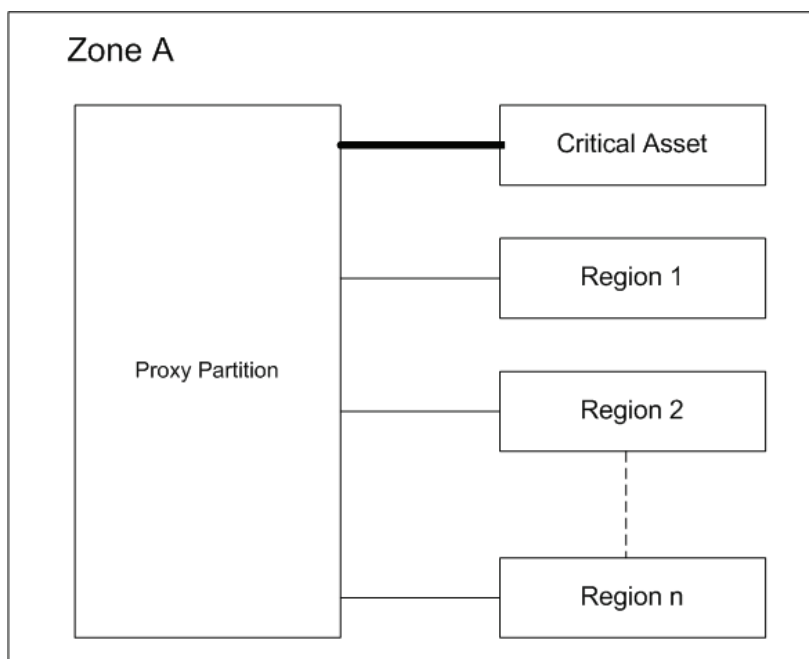 Zone A
Critical Asset
Region 1
Proxy Partition
Region 2
Region n